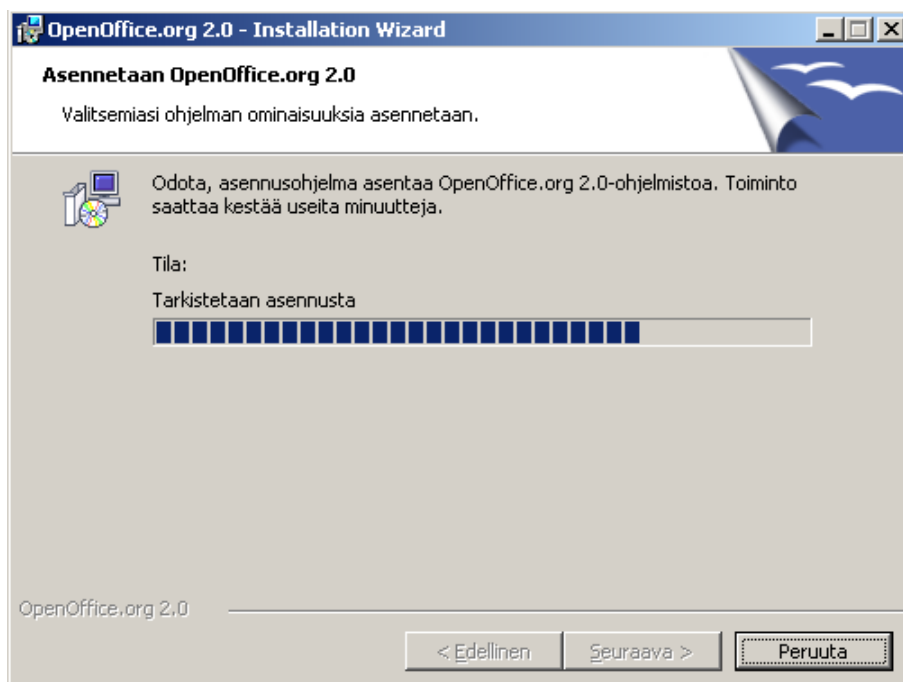 OpenOffice.org 2.0 - Installation Wizard
Asennetaan OpenOffice.org 2.0
Valitsemiasi ohjelman ominaisuuksia asennetaan.
Odota, asennusohjelma asentaa OpenOffice.org 2.0-ohjelmistoa. Toiminto
saattaa kestää useita minuutteja.
Tila:
Tarkistetaan asennusta
OpenOffice.org 2.0
< Edellinen
Seuraava >
Peruuta